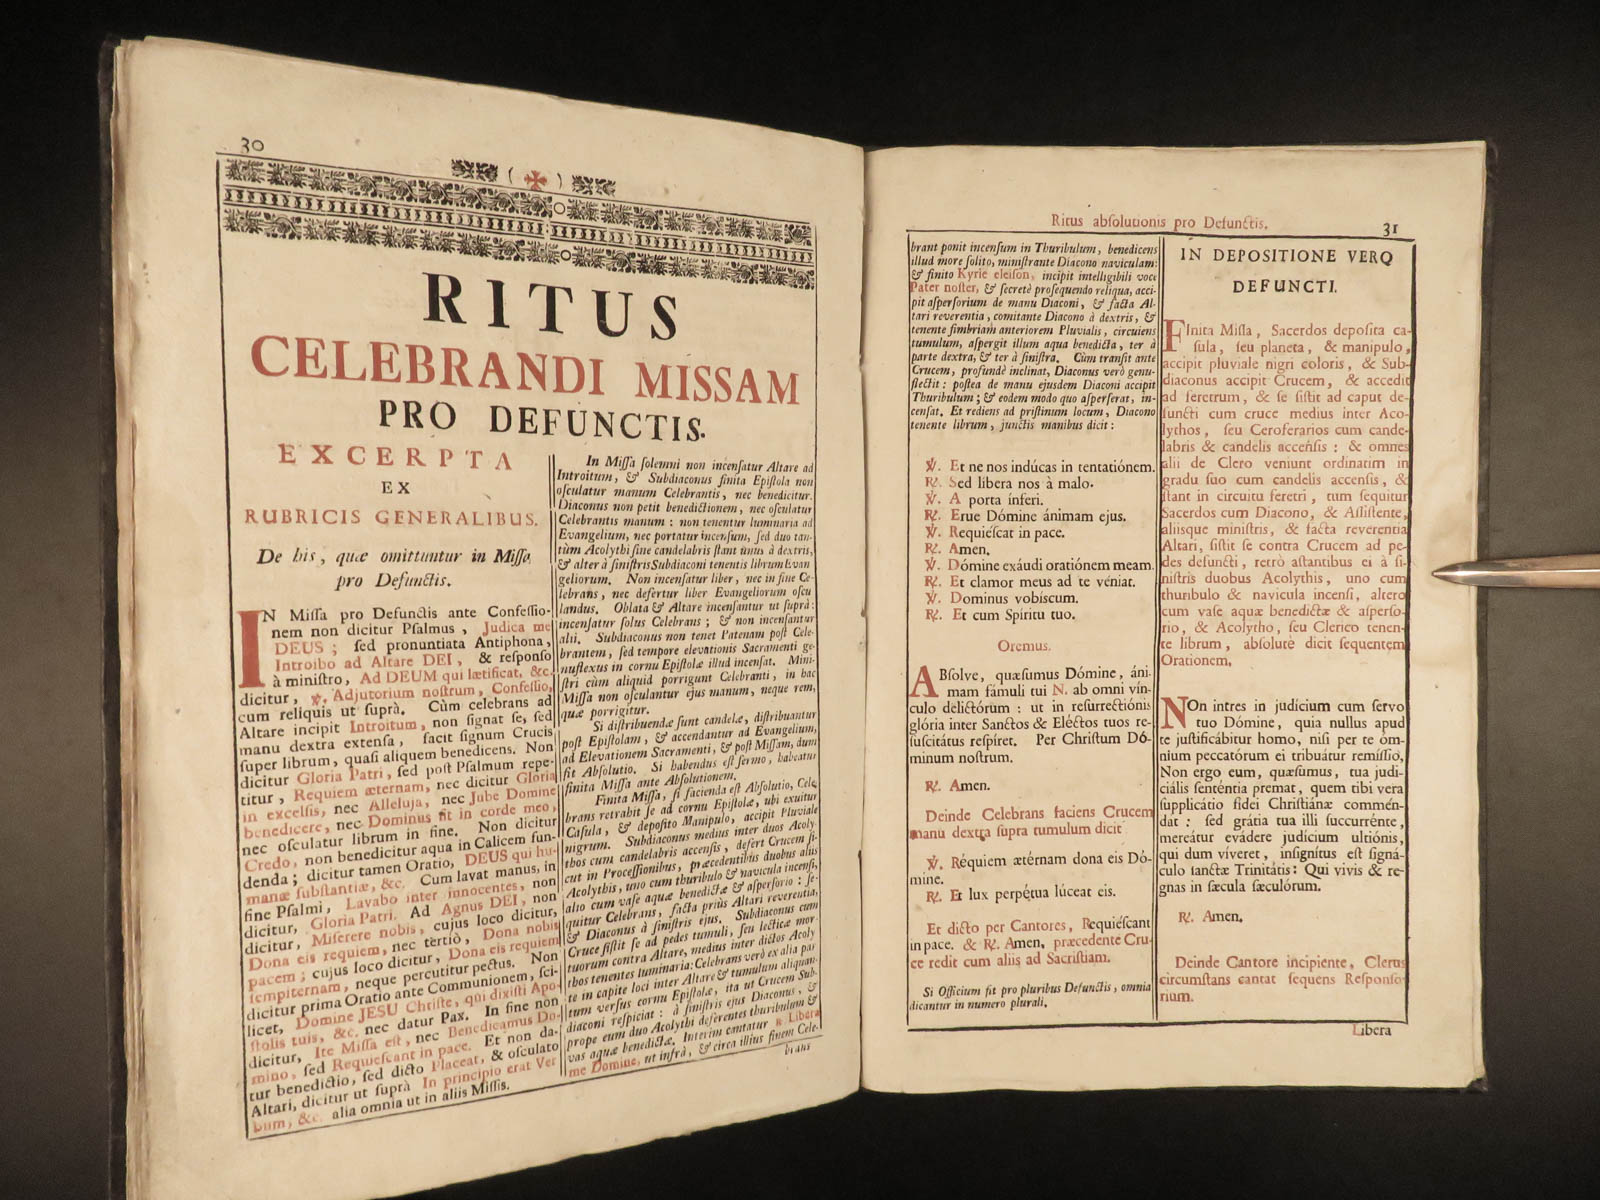 30
RITUS
CELEBRANDI MISSAM
PRO DEFUNCTIS.
EXCERPTA
EX
RUBRICIS GENERALIBUS.
De his, quæ omittuntur in Missa
pro Defunctis.
IN Missa pro Defunctis ante Confessio-
nem non dicitur Psalmus, Judica me
DEUS; sed pronuntiata Antiphona,
Introibo ad Altare DEI, & responso
à ministro, Ad DEUM qui lætificat, &c.
dicitur, ℣. Adjutorium nostrum, Confessio,
cum reliquis ut suprà. Cùm celebrans ad
Altare incipit Introitum, non signat se, sed
manu dextra extensa, facit signum Crucis
super librum, quasi aliquem benedicens. Non
dicitur Gloria Patri, sed post Psalmum repe-
titur, Requiem æternam, nec dicitur Gloria
in excelsis, nec Alleluja, nec Jube Domine
benedicere, nec Dominus sit in corde meo,
nec osculatur librum in fine. Non dicitur
Credo, non benedicitur aqua in Calicem fun-
denda; dicitur tamen Oratio, DEUS qui hu-
manæ substantiæ, &c. Cum lavat manus, in
fine Psalmi, Lavabo inter innocentes, non
dicitur, Gloria Patri. Ad Agnus DEI, non
dicitur, Miserere nobis, cujus loco dicitur,
Dona eis requiem, nec tertiò, Dona nobis
pacem; cujus loco dicitur, Dona eis requiem
sempiternam, neque percutitur pectus. Non
dicitur prima Oratio ante Communionem, sci-
licet, Domine JESU Christe, qui dixisti Apo-
stolis tuis, &c. nec datur Pax. In fine non
dicitur, Ite Missa est, nec Benedicamus Do-
mino, sed Requiescant in pace. Et non da-
tur benedictio, sed dicto Placeat, & osculato
Altari, dicitur ut suprà In principio erat Ver
bum, &c. alia omnia ut in aliis Missis.
In Missa solemni non incensatur Altare ad
Introitum, & Subdiaconus finita Epistola non
osculatur manum Celebrantis, nec benedicitur.
Diaconus non petit benedictionem, nec osculatur
Celebrantis manum: non tenentur luminaria ad
Evangelium, nec portatur incensum, sed duo tan-
tùm Acolythi sine candelabris stant unus à dextris,
& alter à sinistris Subdiaconi tenentis librum Evan
geliorum. Non incensatur liber, nec in fine Ce-
lebrans, nec defertur liber Evangeliorum oscu
landus. Oblata & Altare incensantur ut suprà:
incensatur solus Celebrans; & non incensantur
alii. Subdiaconus non tenet Patenam post Cele-
brantem, sed tempore elevationis Sacramenti ge-
nuflexus in cornu Epistolæ illud incensat. Mini-
stri cùm aliquid porrigunt Celebranti, in hac
Missa non osculantur ejus manum, neque rem,
quæ porrigitur.
Si distribuendæ sunt candelæ, distribuantur
post Epistolam, & accendantur ad Evangelium,
ad Elevationem Sacramenti, & post Missam, dum
fit Absolutio. Si habendus est sermo, habeatur
finita Missa ante Absolutionem.
Finita Missa, si facienda est Absolutio, Cele
brans retrahit se ad cornu Epistolæ, ubi exuitur
Casula, & deposito Manipulo, accipit Pluviale
nigrum. Subdiaconus medius inter duos Acoly-
thos cum candelabris accensis, defert Crucem si-
cut in Processionibus, præcedentibus duobus aliis
Acolythis, uno cum thuribulo & navicula incensi,
alio cum vase aquæ benedictæ & aspersorio: se-
quitur Celebrans, facta priùs Altari reverentia,
& Diaconus à sinistris ejus. Subdiaconus cum
Cruce sistit se ad pedes tumuli, seu lecticæ mor-
tuorum contra Altare, medius inter dictos Acoly
thos tenentes luminaria: Celebrans verò ex alia par
te in capite loci inter Altare & tumulum aliquan-
tum versus cornu Epistolæ, ita ut Crucem Sub-
diaconi respiciat: à sinistris ejus Diaconus, &
prope eum duo Acolythi deferentes thuribulum &
vas aquæ benedictæ. Interim cantatur ℟ Libera
me Domine, ut infrà, & circa illius finem Cele-
brans
Ritus absolutionis pro Defunctis.
31
brant ponit incensum in Thuribulum, benedicens
illud more solito, ministrante Diacono naviculam:
& finito Kyrie eleison, incipit intelligibili voce
Pater noster, & secretè prosequendo reliqua, acci-
pit aspersorium de manu Diaconi, & facta Al-
tari reverentia, comitante Diacono à dextris, &
tenente fimbriam anteriorem Pluvialis, circuiens
tumulum, aspergit illum aqua benedicta, ter à
parte dextra, & ter à sinistra. Cùm transit ante
Crucem, profundè inclinat, Diaconus verò genu-
flectit: postea de manu ejusdem Diaconi accipit
Thuribulum; & eodem modo quo asperserat, in-
censat. Et rediens ad pristinum locum, Diacono
tenente librum, junctis manibus dicit:
℣. Et ne nos indúcas in tentatiónem.
℟. Sed libera nos à malo.
℣. A porta ínferi.
℟. Erue Dómine ánimam ejus.
℣. Requiéscat in pace.
℟. Amen.
℣. Dómine exáudi oratiónem meam.
℟. Et clamor meus ad te véniat.
℣. Dominus vobiscum.
℟. Et cum Spíritu tuo.
Oremus.
ABsólve, quæsumus Dómine, áni-
mam fámuli tui N. ab omni vín-
culo delictórum: ut in resurrectiónis
glória inter Sanctos & Eléctos tuos re-
suscitátus respíret. Per Christum Dó-
minum nostrum.
℟. Amen.
Deinde Celebrans faciens Crucem
manu dextra supra tumulum dicit
℣. Réquiem ætérnam dona eis Dó-
mine.
℟. Et lux perpétua lúceat eis.
Et dicto per Cantores, Requiéscant
in pace. & ℟. Amen, præcedente Cru-
ce redit cum aliis ad Sacristiam.
Si Officium fit pro pluribus Defunctis, omnia
dicantur in numero plurali.
IN DEPOSITIONE VERO
DEFUNCTI.
FInita Missa, Sacerdos deposita ca-
sula, seu planeta, & manipulo,
accipit pluviale nigri coloris, & Sub-
diaconus accipit Crucem, & accedit
ad feretrum, & se sistit ad caput de-
functi cum cruce medius inter Aco-
lythos, seu Ceroferarios cum cande-
labris & candelis accensis: & omnes
alii de Clero veniunt ordinatim in
gradu suo cum candelis accensis, &
stant in circuitu feretri, tum sequitur
Sacerdos cum Diacono, & Assistente,
aliisque ministris, & facta reverentia
Altari, sistit se contra Crucem ad pe-
des defuncti, retrò astantibus ei à si-
nistris duobus Acolythis, uno cum
thuribulo & navicula incensi, altero
cum vase aquæ benedictæ & asperso-
rio, & Acolytho, seu Clerico tenen-
te librum, absolutè dicit sequentem
Orationem.
NOn intres in judícium cum servo
tuo Dómine, quia nullus apud
te justificábitur homo, nisi per te óm-
nium peccatórum ei tribuátur remíssio,
Non ergo eum, quæsumus, tua judi-
ciális senténtia premat, quem tibi vera
supplicátio fidei Christiánæ commén-
dat: sed grátia tua illi succurrénte,
mereátur evádere judícium ultiónis,
qui dum víveret, insignítus est signá-
culo sanctæ Trinitátis: Qui vivis & re-
gnas in sæcula sæculórum.
℟. Amen.
Deinde Cantore incipiente, Clerus
circumstans cantat sequens Responso-
rium.
Libera